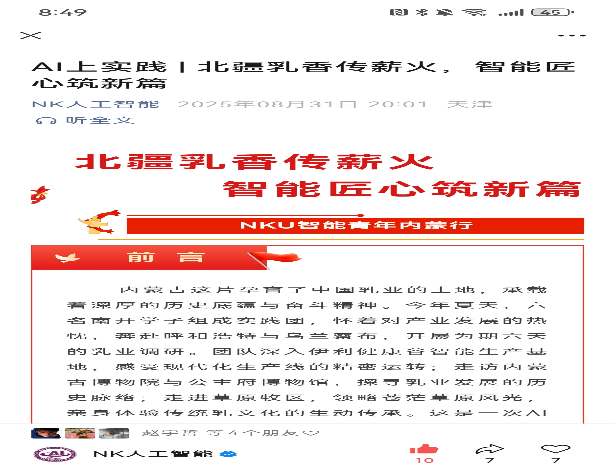 8:49
45
AI上实践 | 北疆乳香传薪火，智能匠
心筑新篇
NK人工智能 2025年08月31日 20:01 天津
听全文
北疆乳香传薪火
智能匠心筑新篇
NKU智能青年内蒙行
前言
内蒙古这片孕育了中国乳业的土地，承载
着深厚的历史底蕴与奋斗精神。今年夏天，六
名南开学子组成实践团，怀着对产业发展的热
忱，奔赴呼和浩特与乌兰察布，开展为期六天
的乳业调研。团队深入伊利健康谷智能生产基
地，感受现代化生产线的精密运转；走访内蒙
古博物院与公主府博物馆，探寻乳业发展的历
史脉络；走进草原牧区，领略苍茫草原风光，
亲身体验传统乳文化的生动传承。这是一次AI
等4个朋友
NK人工智能
10
7
7